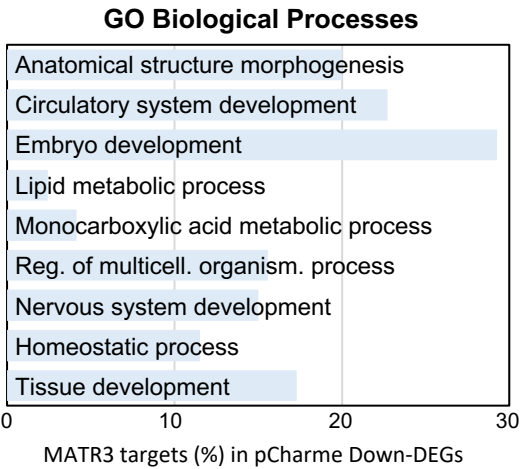 GO Biological Processes
Anatomical structure morphogenesis
Circulatory system development
Embryo development
Lipid metabolic process
Monocarboxylic acid metabolic process
Reg. of multicell. organism. process
Nervous system development
Homeostatic process
Tissue development
0 10 20 30
MATR3 targets (%) in pCharme Down-DEGs